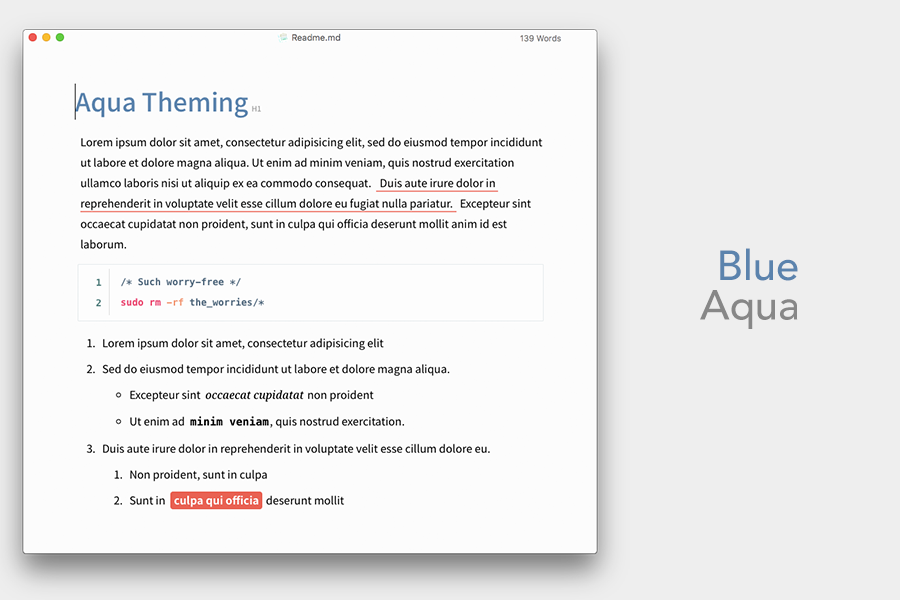 Readme.md
139 Words
Aqua Theming H1
Lorem ipsum dolor sit amet, consectetur adipisicing elit, sed do eiusmod tempor incididunt
ut labore et dolore magna aliqua. Ut enim ad minim veniam, quis nostrud exercitation
ullamco laboris nisi ut aliquip ex ea commodo consequat. Duis aute irure dolor in
reprehenderit in voluptate velit esse cillum dolore eu fugiat nulla pariatur. Excepteur sint
occaecat cupidatat non proident, sunt in culpa qui officia deserunt mollit anim id est
laborum.
1 /* Such worry-free */
2 sudo rm -rf the_worries/*
1. Lorem ipsum dolor sit amet, consectetur adipisicing elit
2. Sed do eiusmod tempor incididunt ut labore et dolore magna aliqua.
Excepteur sint occaecat cupidatat non proident
Ut enim ad minim veniam, quis nostrud exercitation.
3. Duis aute irure dolor in reprehenderit in voluptate velit esse cillum dolore eu.
1. Non proident, sunt in culpa
2. Sunt in culpa qui officia deserunt mollit
Blue
Aqua